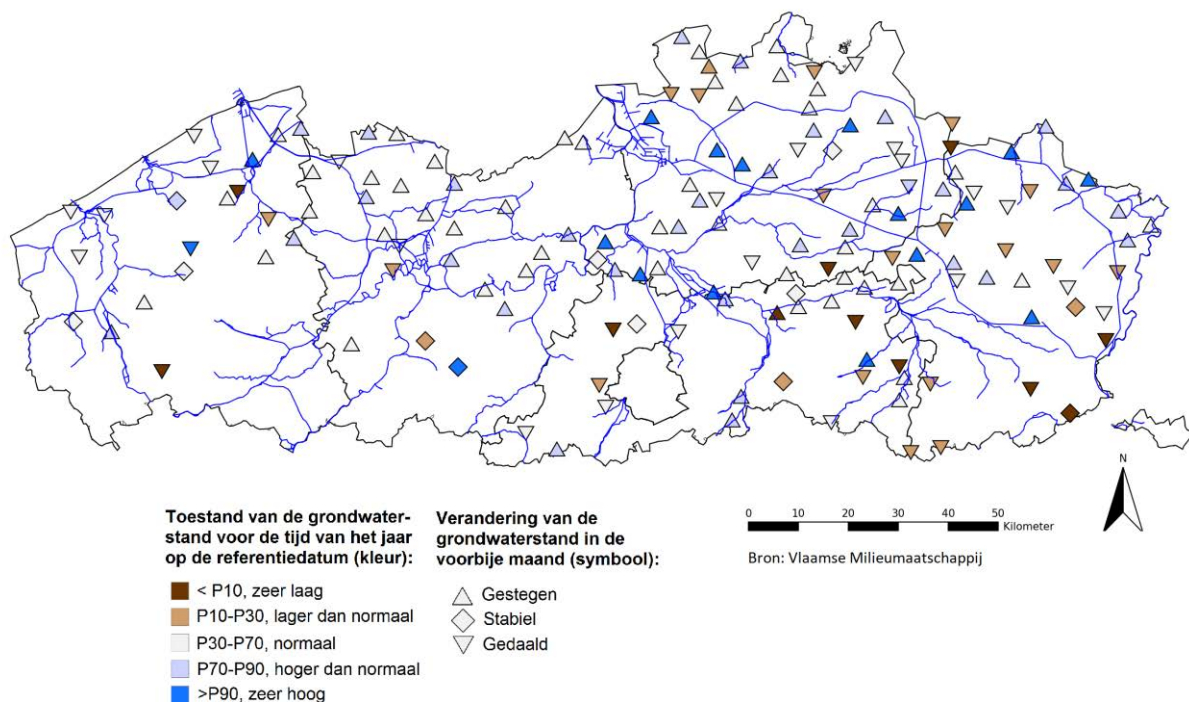 N
Toestand van de grondwater-
stand voor de tijd van het jaar
op de referentiedatum (kleur):
< P10, zeer laag
P10-P30, lager dan normaal
P30-P70, normaal
P70-P90, hoger dan normaal
>P90, zeer hoog
Verandering van de
grondwaterstand in de
voorbije maand (symbool):
Gestegen
Stabiel
Gedaald
0 10 20 30 40 50
Kilometer
Bron: Vlaamse Milieumaatschappij